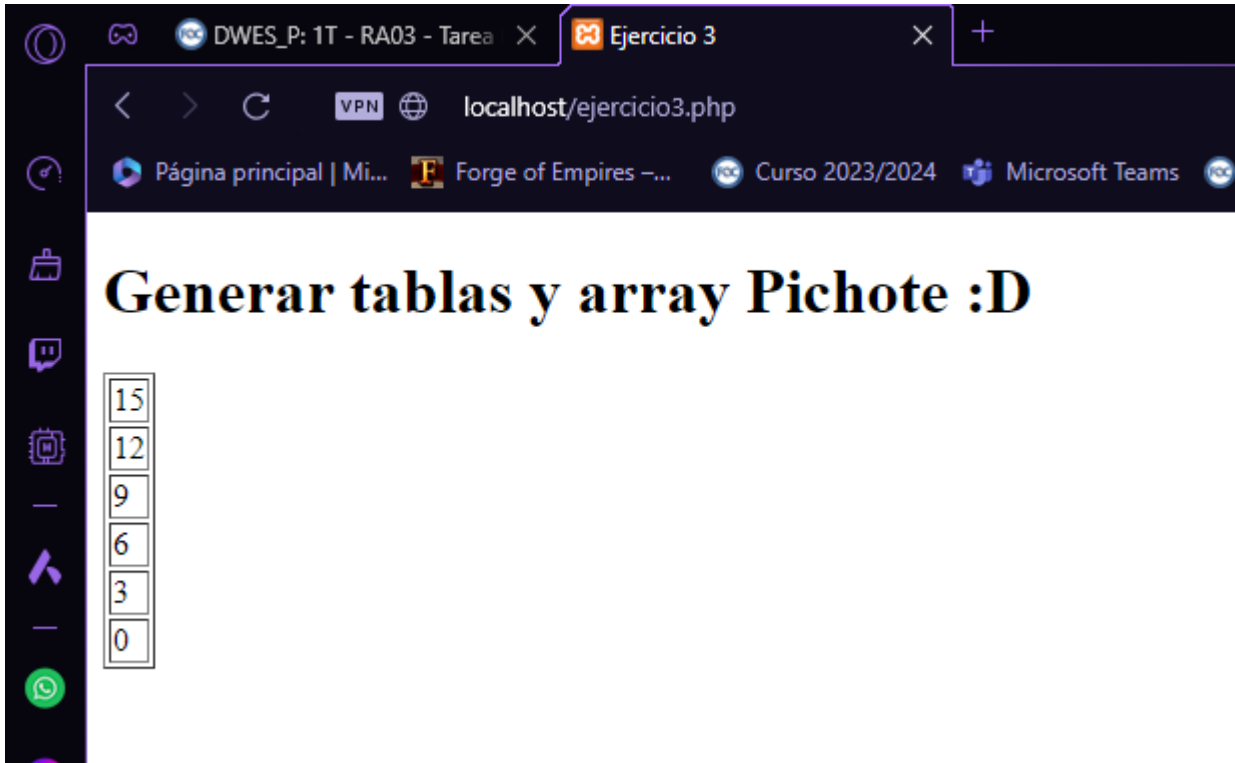 DWES_P: 1T - RA03 - Tarea
Ejercicio 3
VPN localhost/ejercicio3.php
Página principal | Mi... Forge of Empires –... Curso 2023/2024 Microsoft Teams
Generar tablas y array Pichote :D
15
12
9
6
3
0